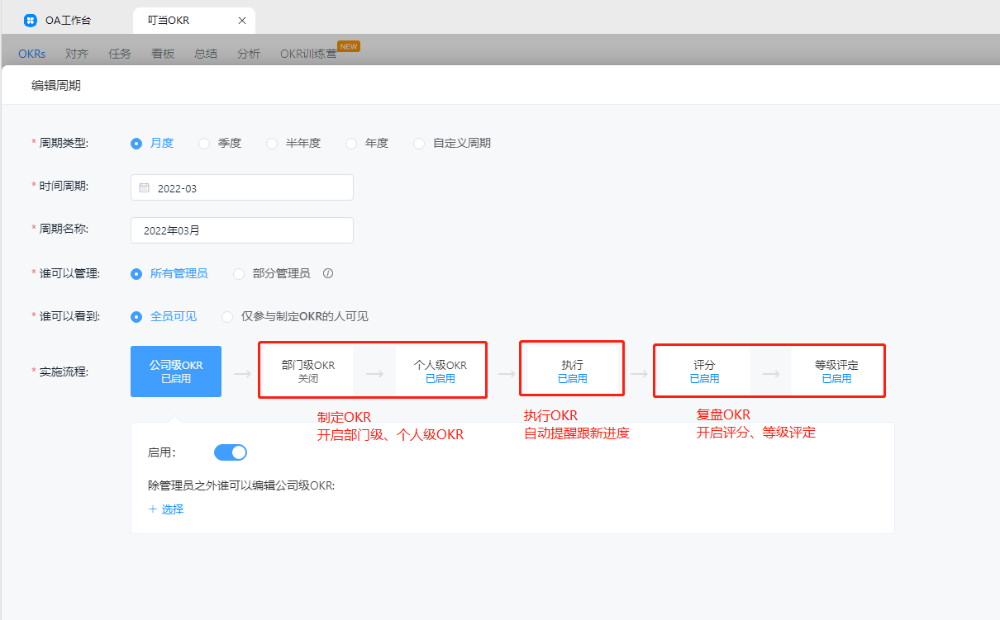 OA工作台
叮当OKR
OKRs 对齐 任务 看板 总结 分析 OKR训练营 NEW
编辑周期
* 周期类型: 月度 季度 半年度 年度 自定义周期
* 时间周期: 2022-03
* 周期名称: 2022年03月
* 谁可以管理: 所有管理员 部分管理员
* 谁可以看到: 全员可见 仅参与制定OKR的人可见
* 实施流程:
公司级OKR
已启用
部门级OKR
关闭
个人级OKR
已启用
执行
已启用
评分
已启用
等级评定
已启用
制定OKR
开启部门级、个人级OKR
执行OKR
自动提醒跟新进度
复盘OKR
开启评分、等级评定
启用:
除管理员之外谁可以编辑公司级OKR:
+ 选择